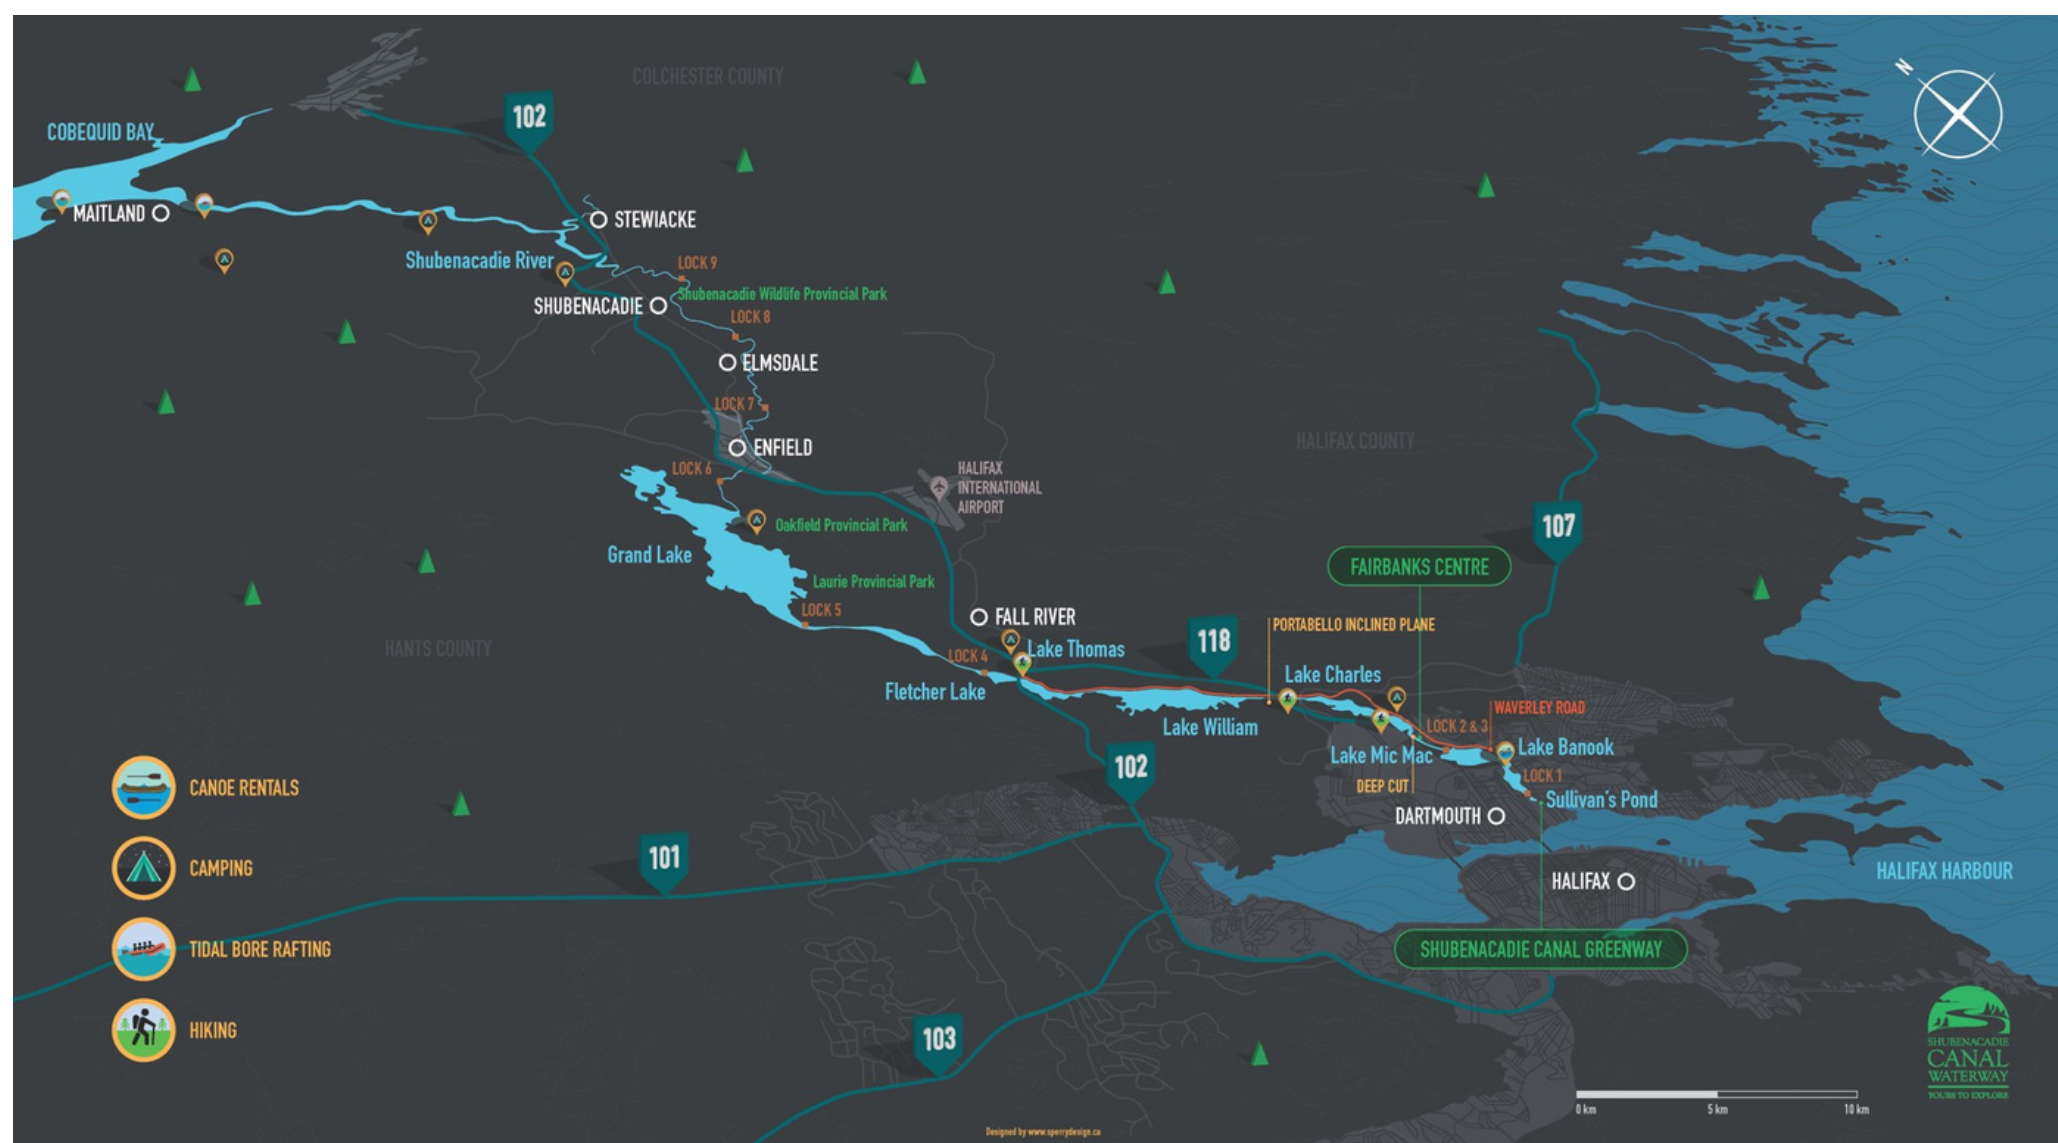 COLCHESTER COUNTY
N
102
COBEQUID BAY
MAITLAND
STEWIACKE
Shubenacadie River
LOCK 9
Shubenacadie Wildlife Provincial Park
SHUBENACADIE
LOCK 8
ELMSDALE
LOCK 7
ENFIELD
HALIFAX COUNTY
LOCK 6
HALIFAX
INTERNATIONAL
AIRPORT
Oakfield Provincial Park
107
Grand Lake
FAIRBANKS CENTRE
Laurie Provincial Park
LOCK 5
FALL RIVER
PORTABELLO INCLINED PLANE
118
HANTS COUNTY
Lake Thomas
LOCK 4
Lake Charles
Fletcher Lake
WAVERLEY ROAD
Lake William
LOCK 2 & 3
Lake Mic Mac
Lake Banook
102
LOCK 1
DEEP CUT
Sullivan's Pond
DARTMOUTH
CANOE RENTALS
101
CAMPING
HALIFAX
HALIFAX HARBOUR
TIDAL BORE RAFTING
SHUBENACADIE CANAL GREENWAY
HIKING
103
SHUBENACADIE
CANAL
WATERWAY
YOURS TO EXPLORE
0 km
5 km
10 km
Designed by www.sperrydesign.ca